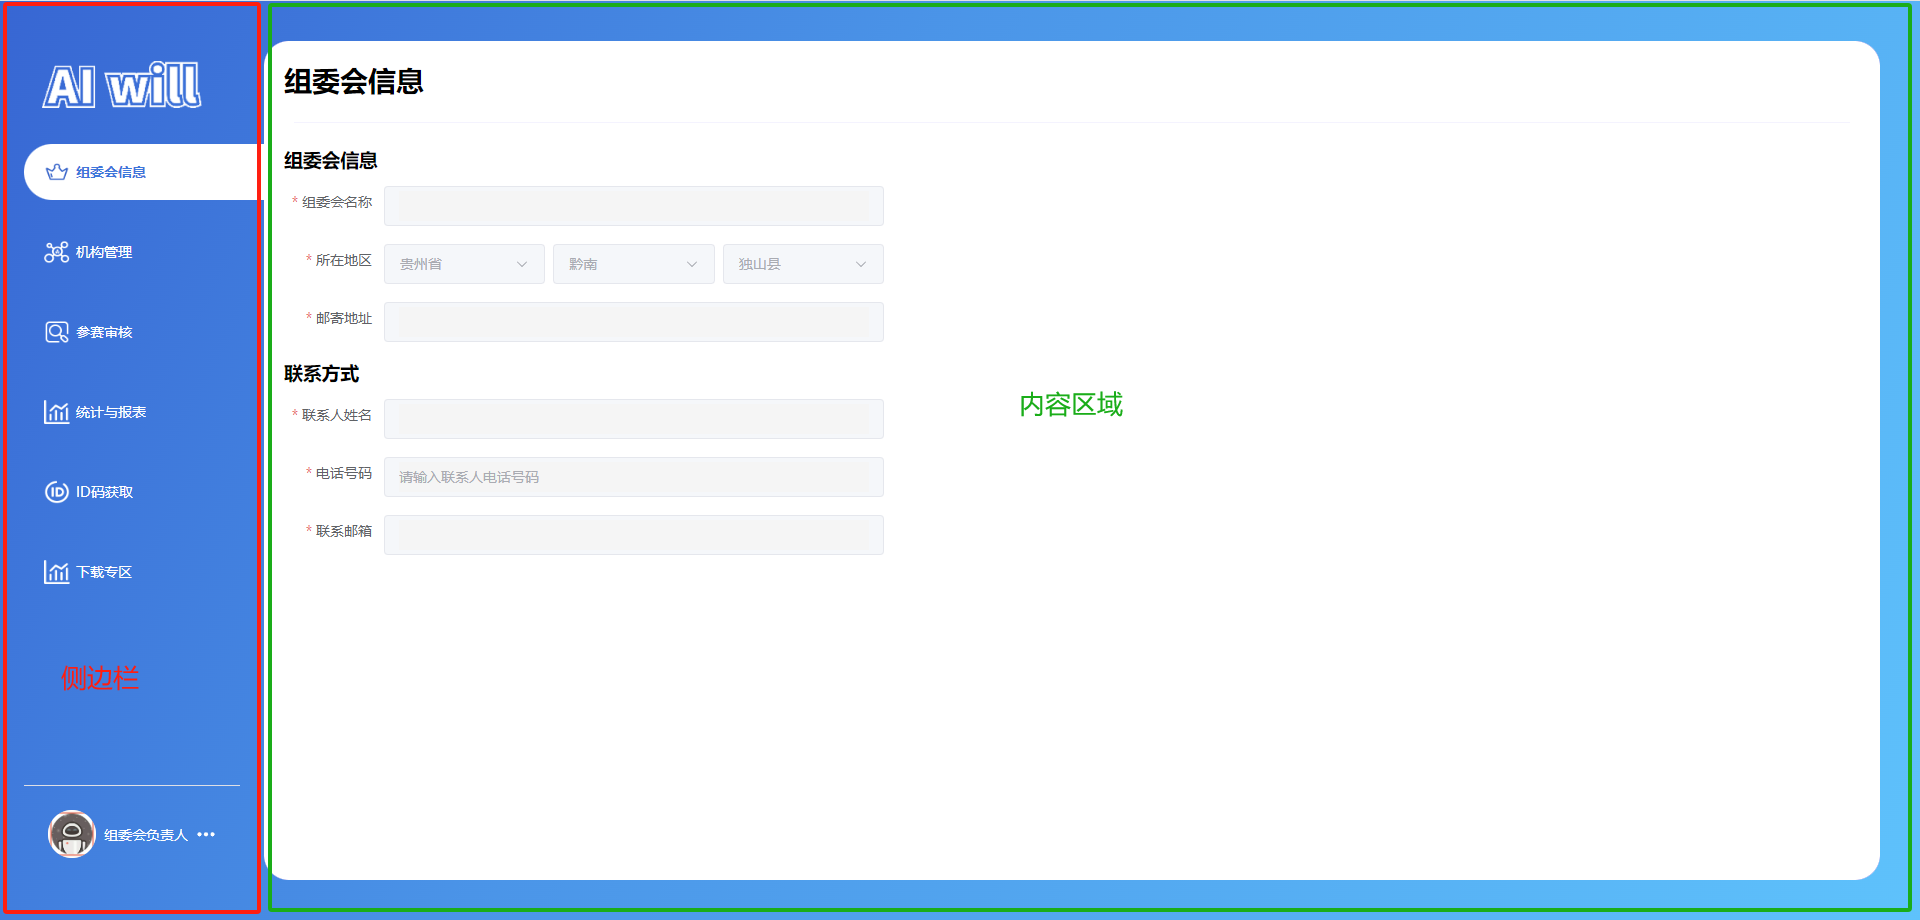 AI will
组委会信息
机构管理
参赛审核
统计与报表
ID码获取
下载专区
侧边栏
组委会负责人 •••
组委会信息
组委会信息
* 组委会名称
* 所在地区 贵州省 黔南 独山县
* 邮寄地址
联系方式
* 联系人姓名
* 电话号码 请输入联系人电话号码
* 联系邮箱
内容区域